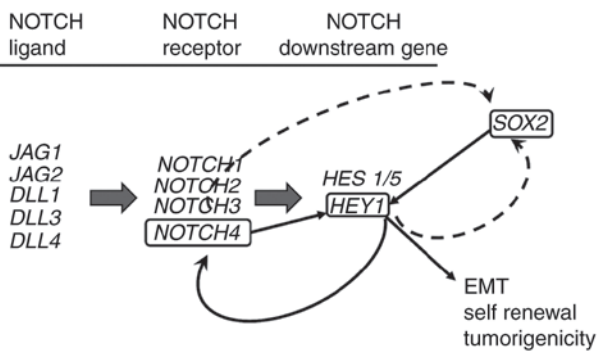 NOTCH ligand
NOTCH receptor
NOTCH downstream gene
JAG1
JAG2
DLL1
DLL3
DLL4
NOTCH1
NOTCH2
NOTCH3
NOTCH4
HES 1/5
HEY1
SOX2
EMT
self renewal
tumorigenicity